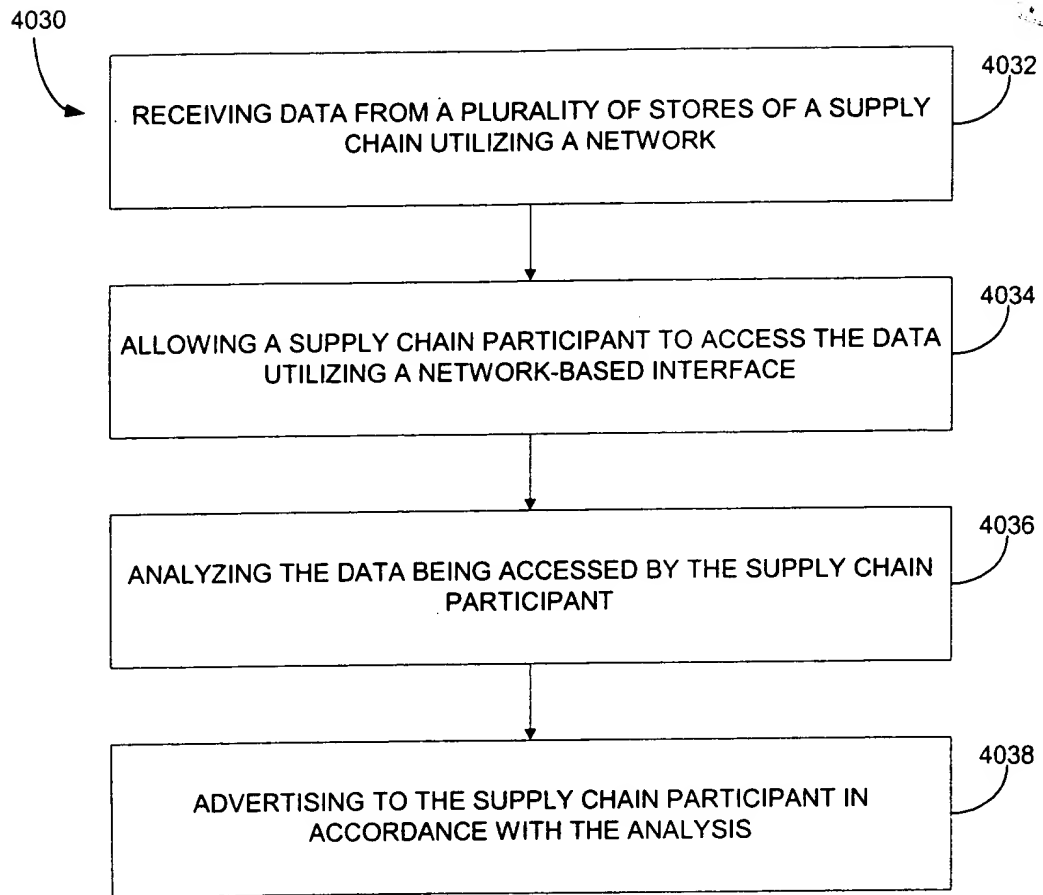 4030
4032
RECEIVING DATA FROM A PLURALITY OF STORES OF A SUPPLY
CHAIN UTILIZING A NETWORK
4034
ALLOWING A SUPPLY CHAIN PARTICIPANT TO ACCESS THE DATA
UTILIZING A NETWORK-BASED INTERFACE
4036
ANALYZING THE DATA BEING ACCESSED BY THE SUPPLY CHAIN
PARTICIPANT
4038
ADVERTISING TO THE SUPPLY CHAIN PARTICIPANT IN
ACCORDANCE WITH THE ANALYSIS